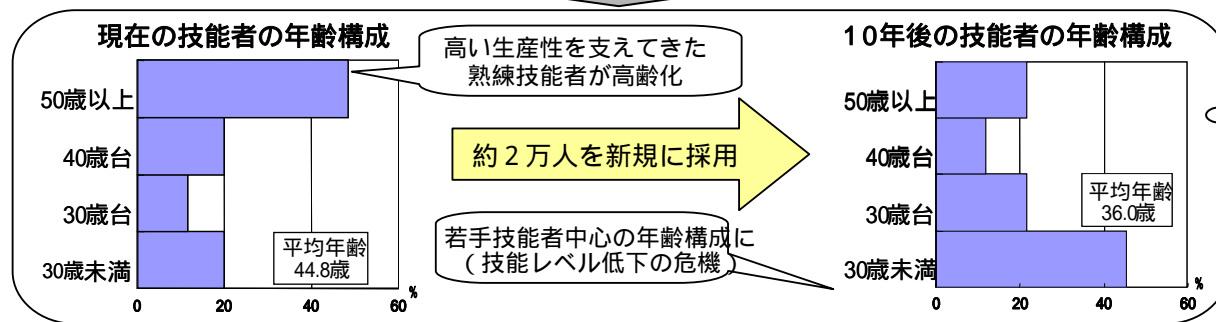 現在の技能者の年齢構成
50歳以上
40歳台
30歳台
30歳未満
平均年齢
44.8歳
0 20 40 60 %
高い生産性を支えてきた
熟練技能者が高齢化
約2万人を新規に採用
若手技能者中心の年齢構成に
(技能レベル低下の危機)
10年後の技能者の年齢構成
50歳以上
40歳台
30歳台
30歳未満
平均年齢
36.0歳
0 20 40 60 %